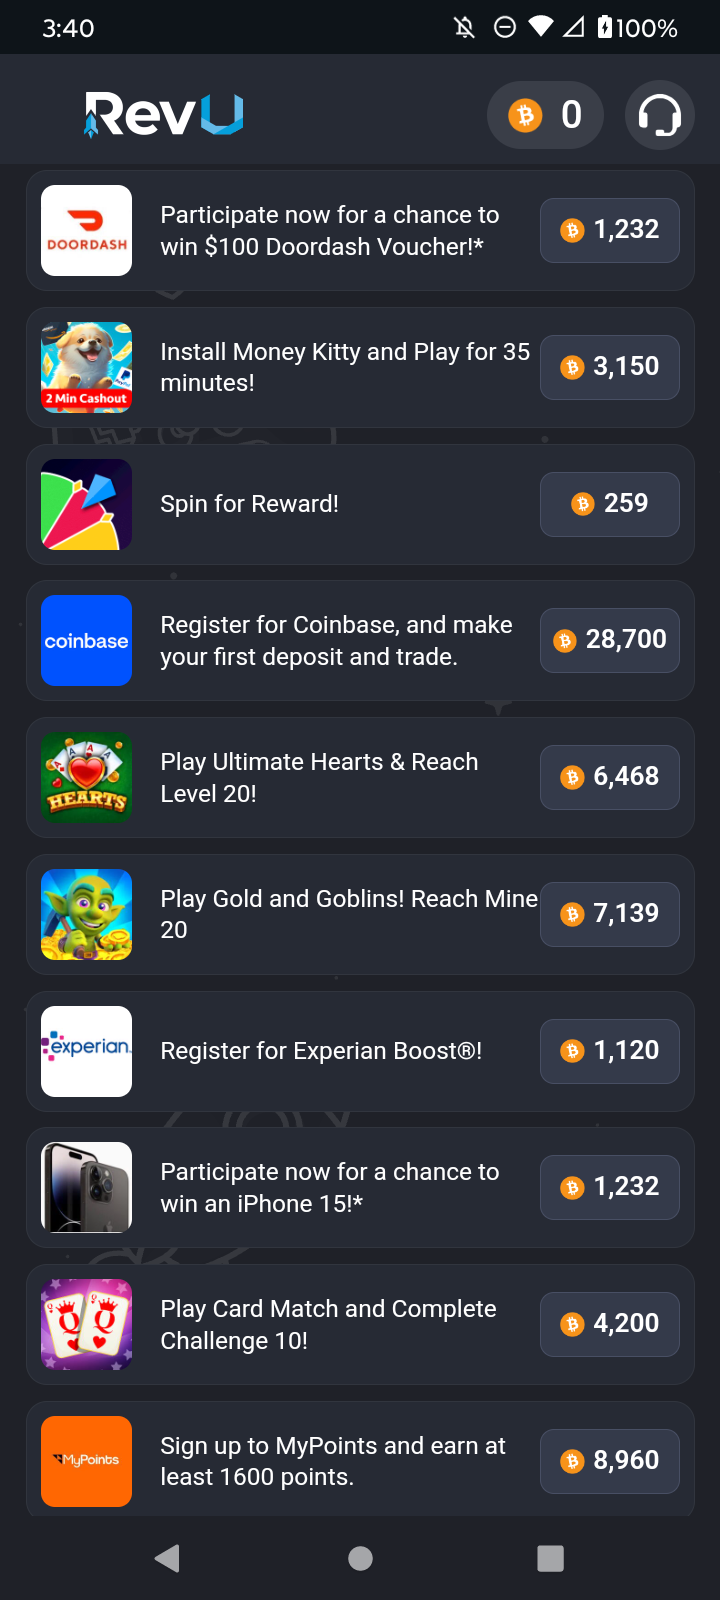 3:40
100%
RevU
0
DOORDASH
Participate now for a chance to
win $100 Doordash Voucher!*
1,232
2 Min Cashout
Install Money Kitty and Play for 35
minutes!
3,150
Spin for Reward!
259
coinbase
Register for Coinbase, and make
your first deposit and trade.
28,700
A A A A
HEARTS
Play Ultimate Hearts & Reach
Level 20!
6,468
Play Gold and Goblins! Reach Mine
20
7,139
experian.
Register for Experian Boost®!
1,120
Participate now for a chance to
win an iPhone 15!*
1,232
Q Q
Play Card Match and Complete
Challenge 10!
4,200
MyPoints
Sign up to MyPoints and earn at
least 1600 points.
8,960